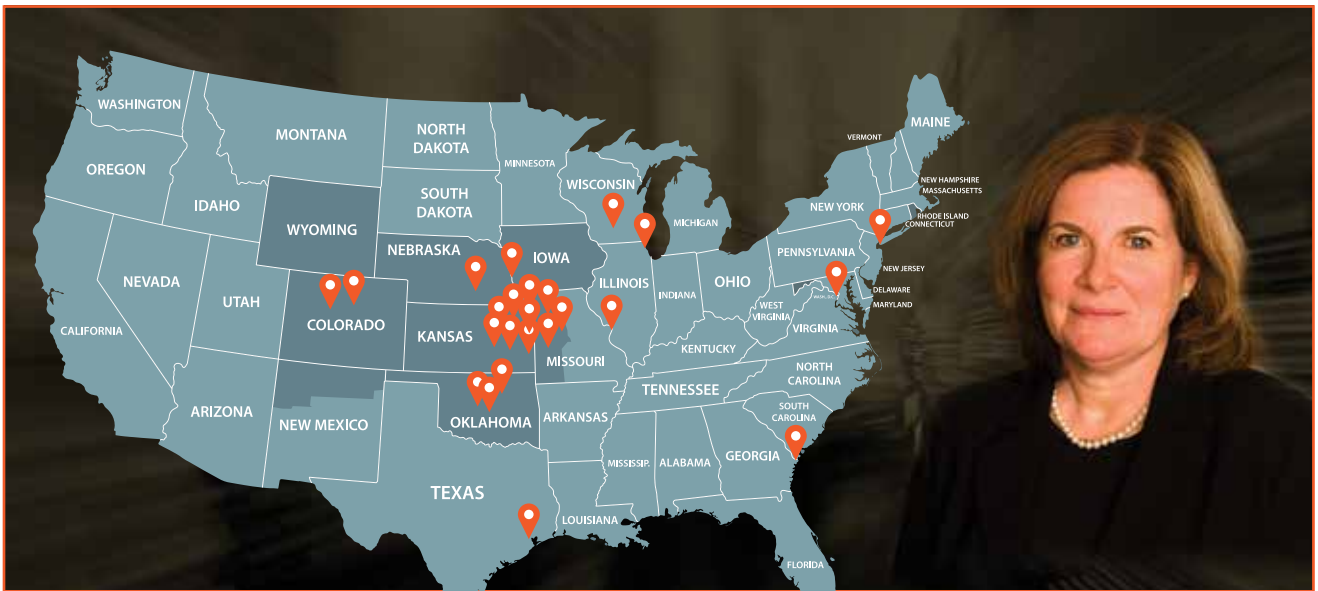 WASHINGTON
MONTANA
NORTH
DAKOTA
MINNESOTA
OREGON
IDAHO
SOUTH
DAKOTA
WISCONSIN
MICHIGAN
VERMONT
MAINE
NEW HAMPSHIRE
MASSACHUSETTS
NEW YORK
RHODE ISLAND
CONNECTICUT
WYOMING
NEBRASKA
IOWA
PENNSYLVANIA
NEW JERSEY
NEVADA
UTAH
ILLINOIS
INDIANA
OHIO
DELAWARE
MARYLAND
WASH., D.C.
CALIFORNIA
COLORADO
KANSAS
MISSOURI
WEST
VIRGINIA
VIRGINIA
KENTUCKY
NORTH
CAROLINA
TENNESSEE
ARIZONA
NEW MEXICO
OKLAHOMA
ARKANSAS
SOUTH
CAROLINA
MISSISSIP.
ALABAMA
GEORGIA
TEXAS
LOUISIANA
FLORIDA